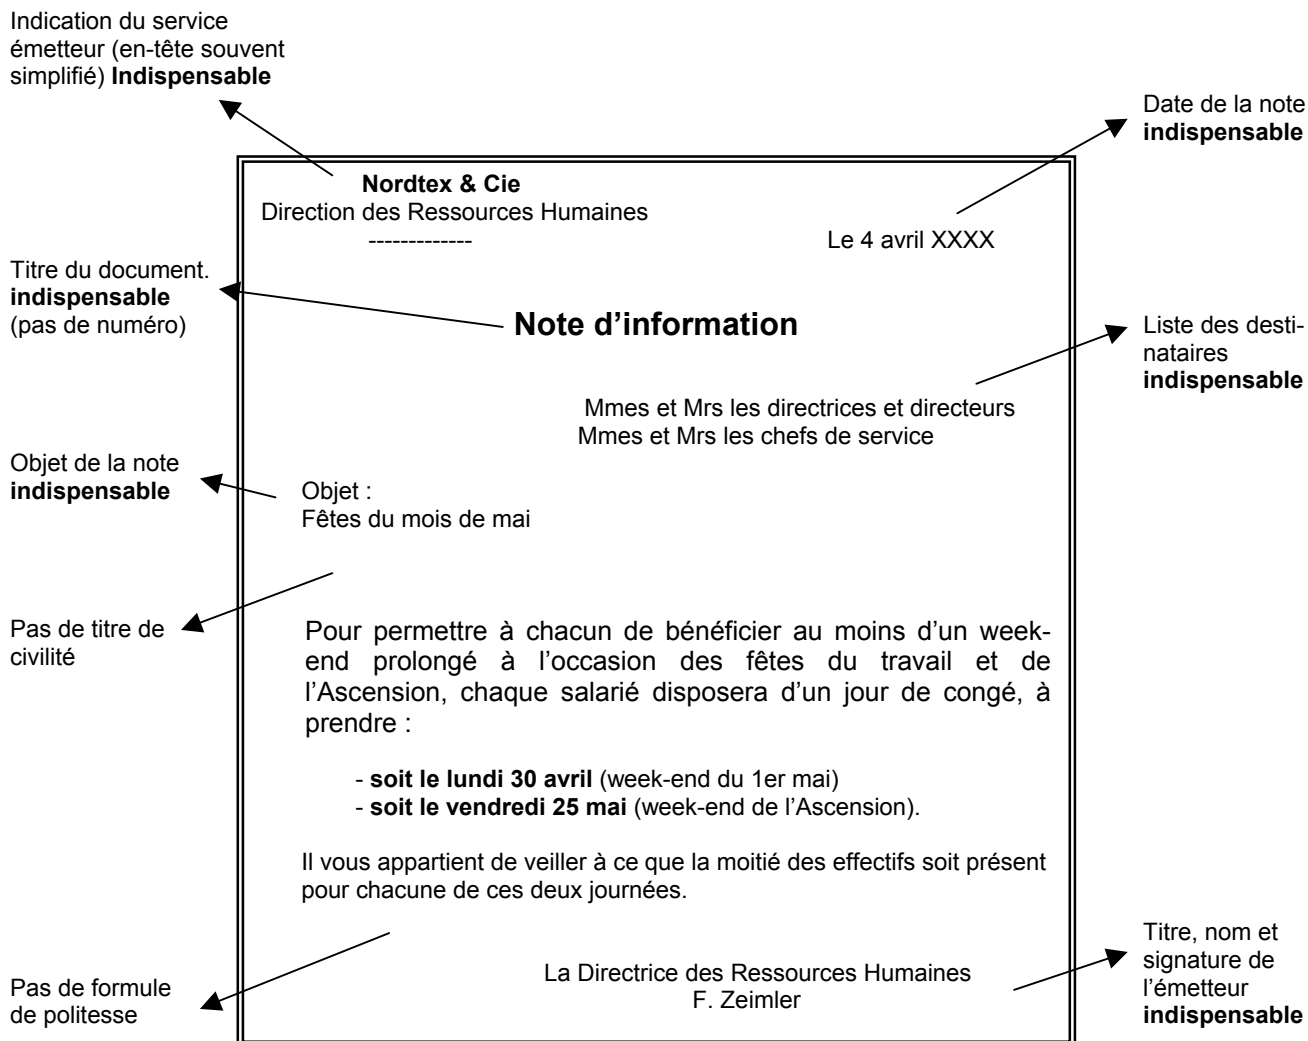 Indication du service
émetteur (en-tête souvent
simplifié) Indispensable
Date de la note
indispensable
Nordtex & Cie
Direction des Ressources Humaines
-------------
Le 4 avril XXXX
Titre du document.
indispensable
(pas de numéro)
Note d’information
Liste des desti-
nataires
indispensable
Mmes et Mrs les directrices et directeurs
Mmes et Mrs les chefs de service
Objet de la note
indispensable
Objet :
Fêtes du mois de mai
Pas de titre de
civilité
Pour permettre à chacun de bénéficier au moins d’un week-
end prolongé à l’occasion des fêtes du travail et de
l’Ascension, chaque salarié disposera d’un jour de congé, à
prendre :
- soit le lundi 30 avril (week-end du 1er mai)
- soit le vendredi 25 mai (week-end de l’Ascension).
Il vous appartient de veiller à ce que la moitié des effectifs soit présent
pour chacune de ces deux journées.
Pas de formule
de politesse
La Directrice des Ressources Humaines
F. Zeimler
Titre, nom et
signature de
l’émetteur
indispensable